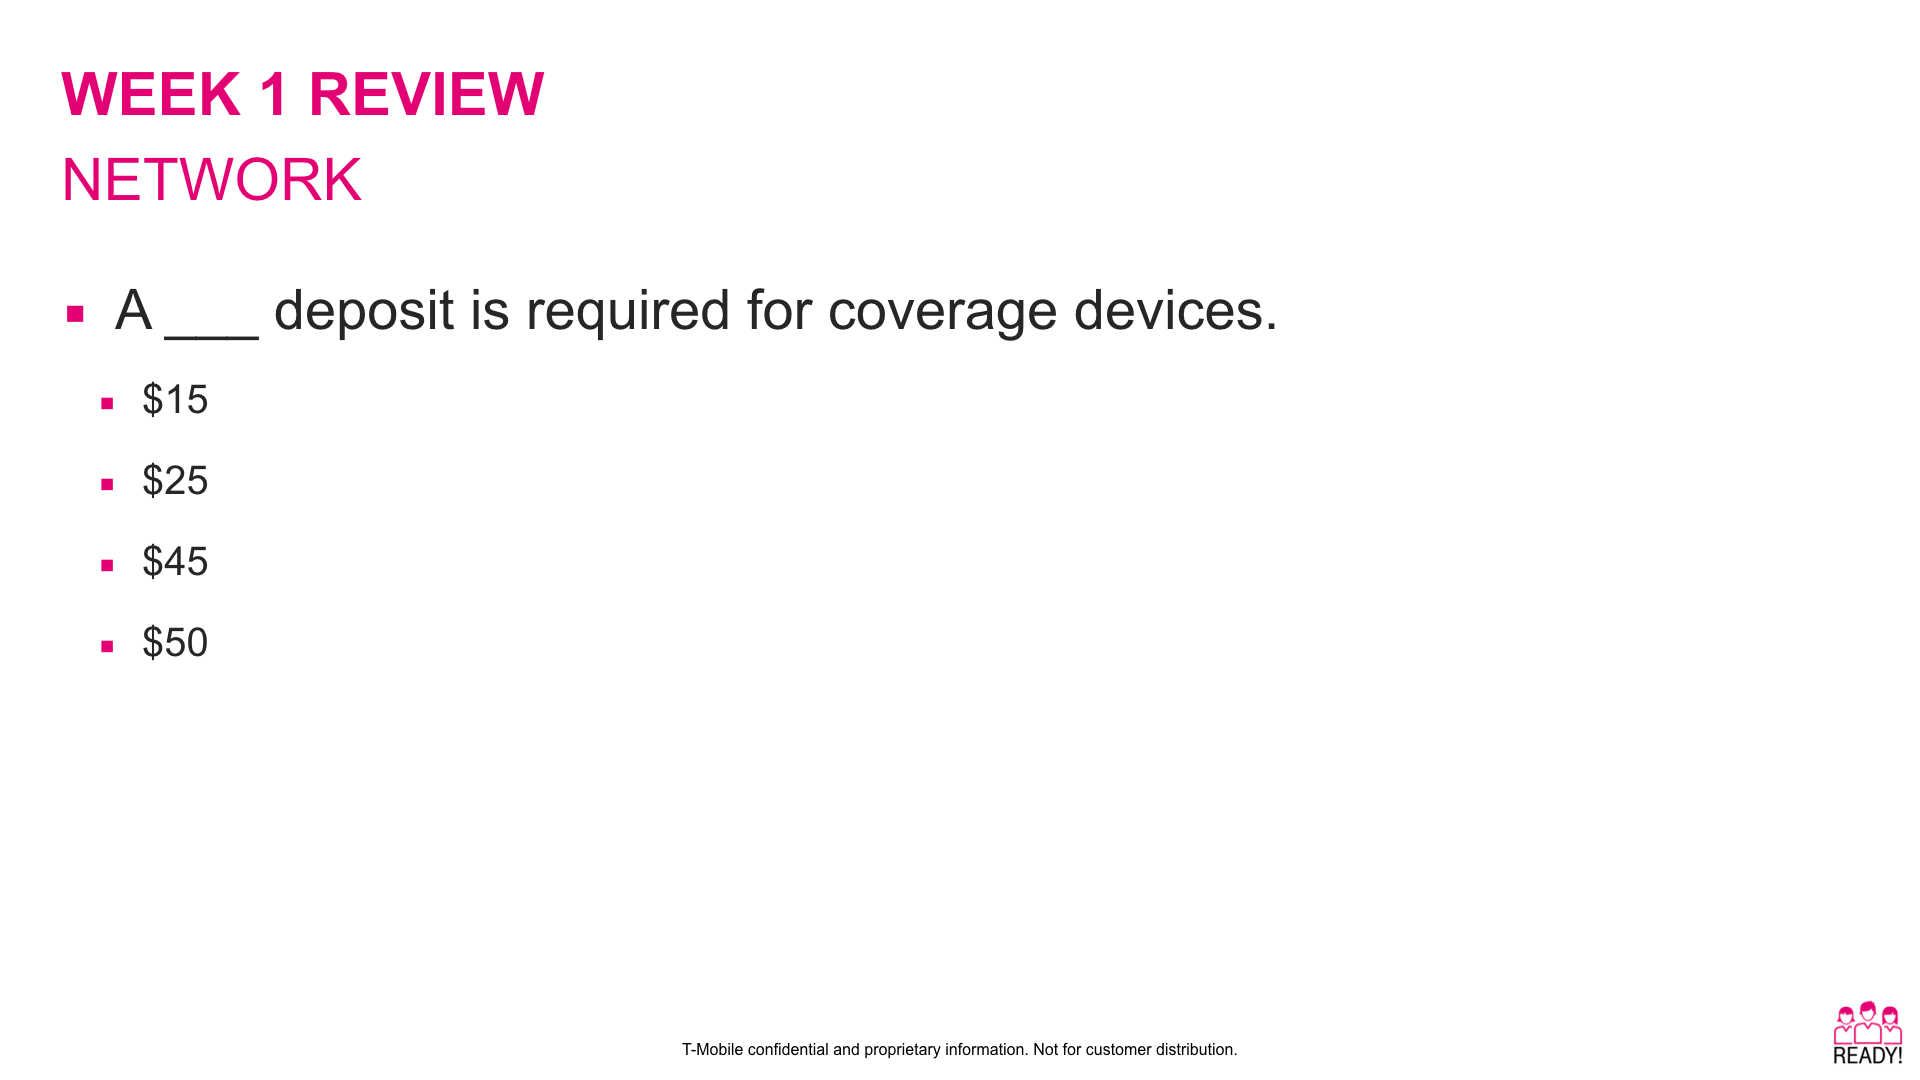 WEEK 1 REVIEW
NETWORK
▪ A ___ deposit is required for coverage devices.
▪ $15
▪ $25
▪ $45
▪ $50
T-Mobile confidential and proprietary information. Not for customer distribution.
READY!